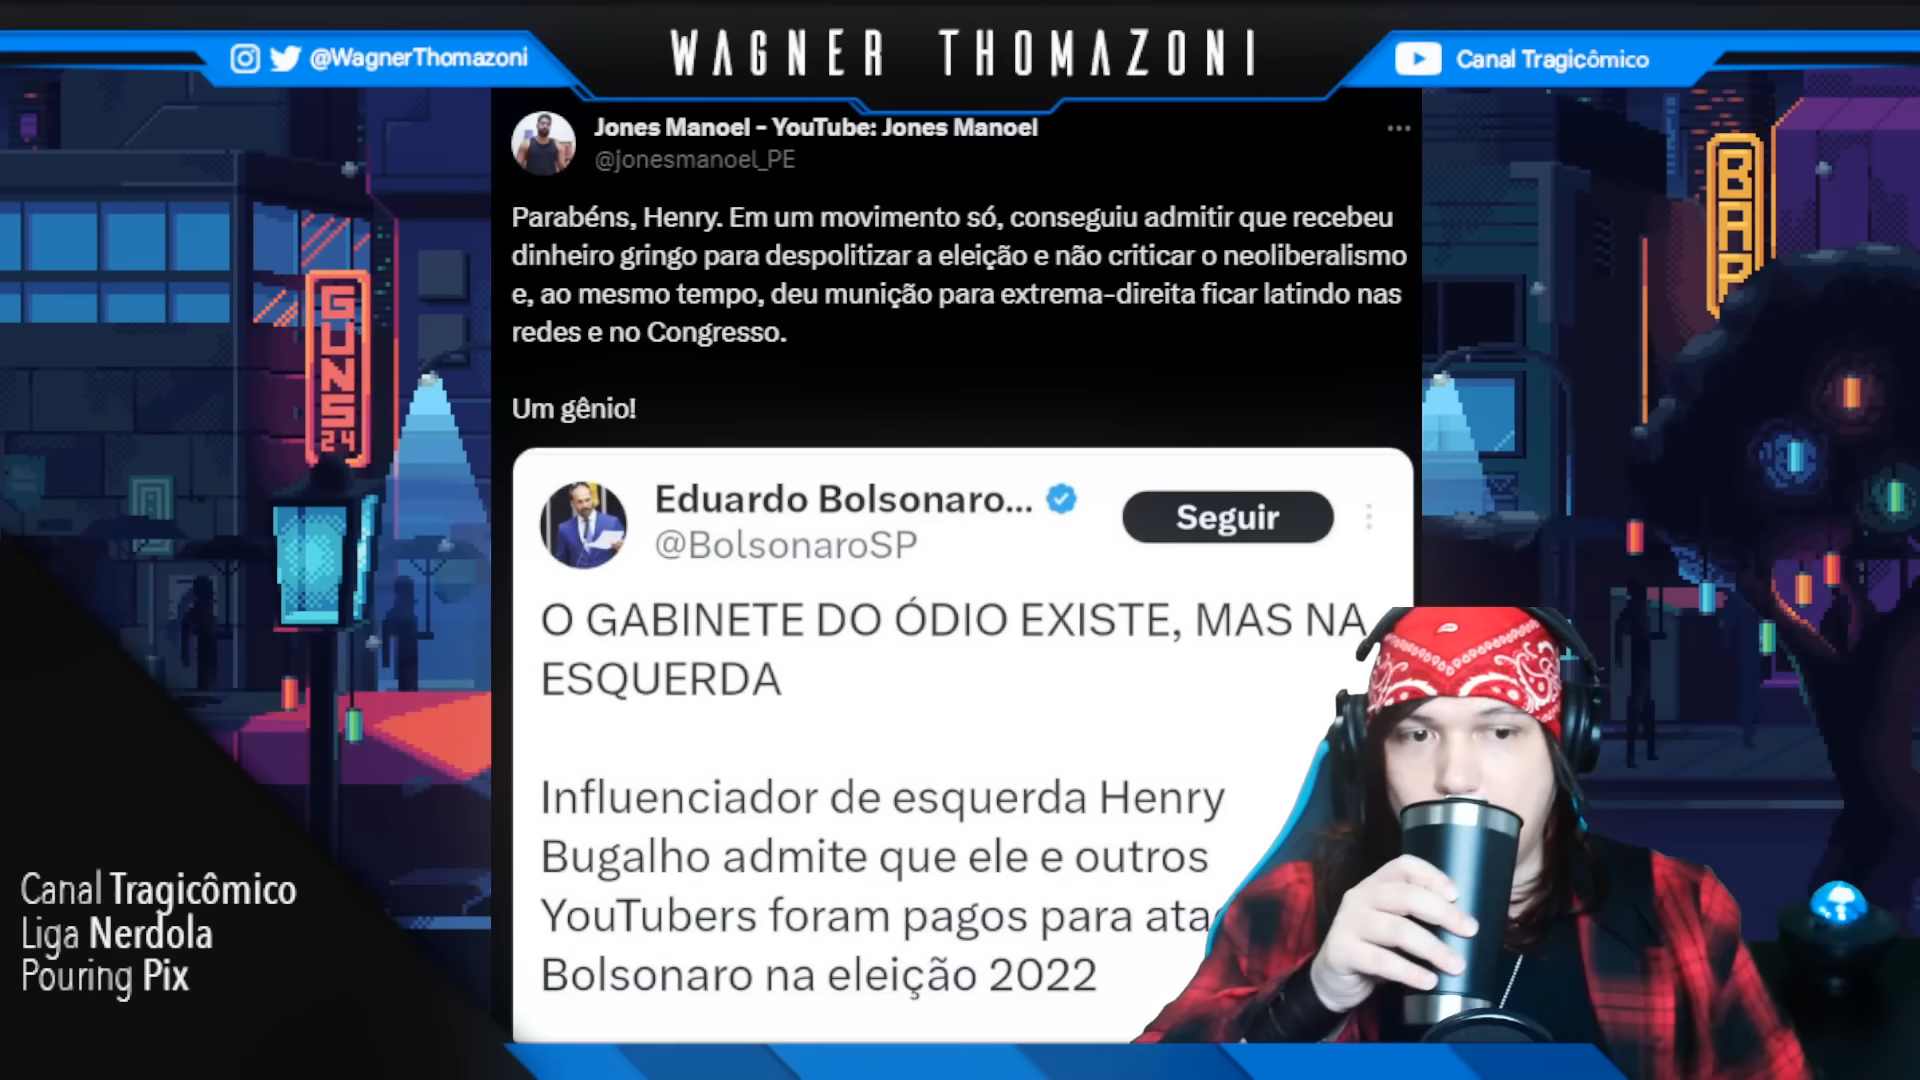 WAGNER THOMAZONI
@WagnerThomazoni
Canal Tragicômico
Jones Manoel - YouTube: Jones Manoel
@jonesmanoel_PE
Parabéns, Henry. Em um movimento só, conseguiu admitir que recebeu
dinheiro gringo para despolitizar a eleição e não criticar o neoliberalismo
e, ao mesmo tempo, deu munição para extrema-direita ficar latindo nas
redes e no Congresso.
Um gênio!
Eduardo Bolsonaro...
@BolsonaroSP
Seguir
O GABINETE DO ÓDIO EXISTE, MAS NA
ESQUERDA
Influenciador de esquerda Henry
Bugalho admite que ele e outros
YouTubers foram pagos para
Bolsonaro na eleição 2022
GUNS
24
BAR
Canal Tragicômico
Liga Nerdola
Pouring Pix